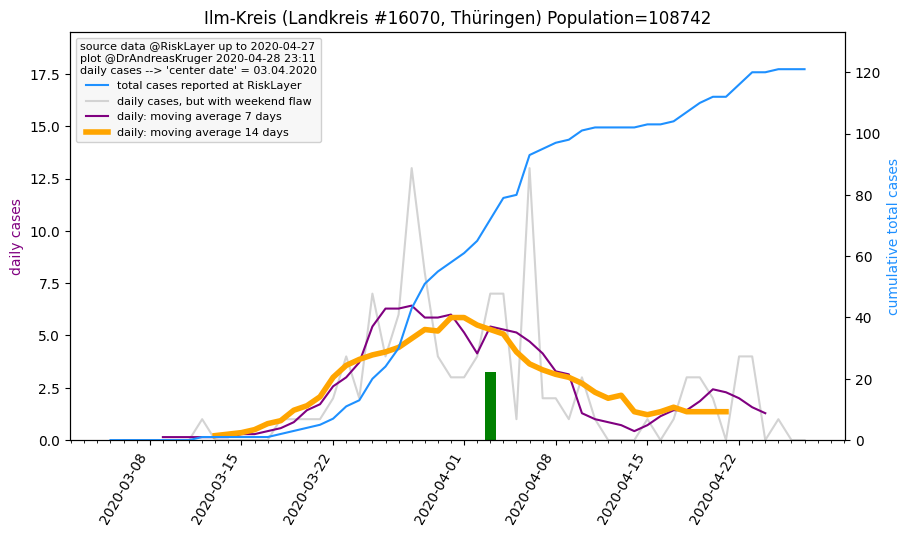 Ilm-Kreis (Landkreis #16070, Thüringen) Population=108742
source data @RiskLayer up to 2020-04-27
plot @DrAndreasKruger 2020-04-28 23:11
daily cases --> 'center date' = 03.04.2020
total cases reported at RiskLayer
daily cases, but with weekend flaw
daily: moving average 7 days
daily: moving average 14 days
daily cases
17.5
15.0
12.5
10.0
7.5
5.0
2.5
0.0
cumulative total cases
120
100
80
60
40
20
0
2020-03-08
2020-03-15
2020-03-22
2020-04-01
2020-04-08
2020-04-15
2020-04-22